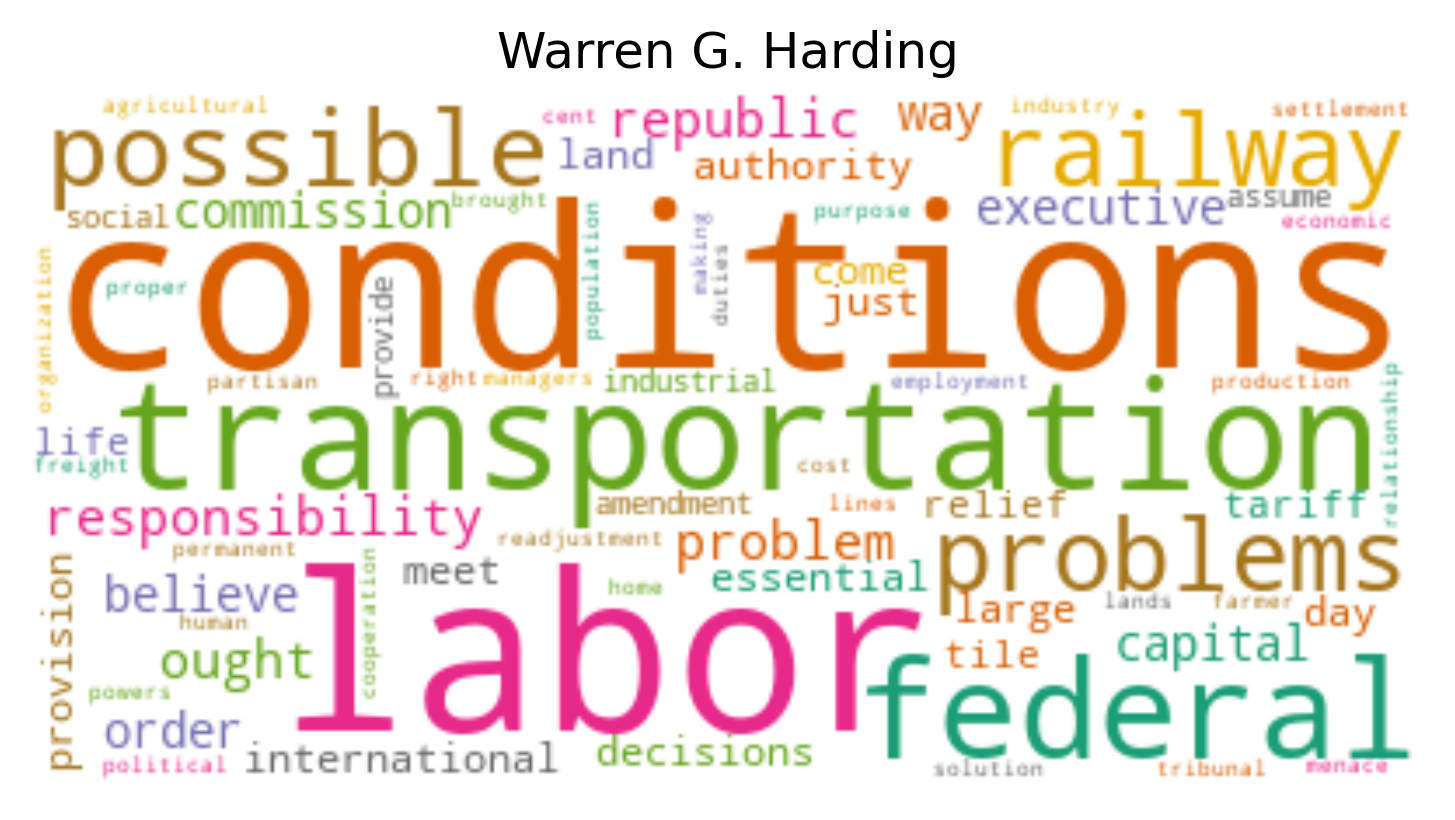 Warren G. Harding
agricultural
cent
republic
way
industry
settlement
possible
land
authority
railway
social
commission
brought
purpose
executive
assume
economic
conditions
organization
proper
provide
population
making
duties
come
just
partisan
right
managers
industrial
employment
production
relationship
transportation
life
freight
cost
responsibility
amendment
lines
relief
tariff
permanent
readjustment
problem
problems
provision
believe
cooperation
meet
home
essential
large
lands
farmer
day
human
labor
ought
tile
capital
powers
federal
order
international
decisions
political
solution
tribunal
menace